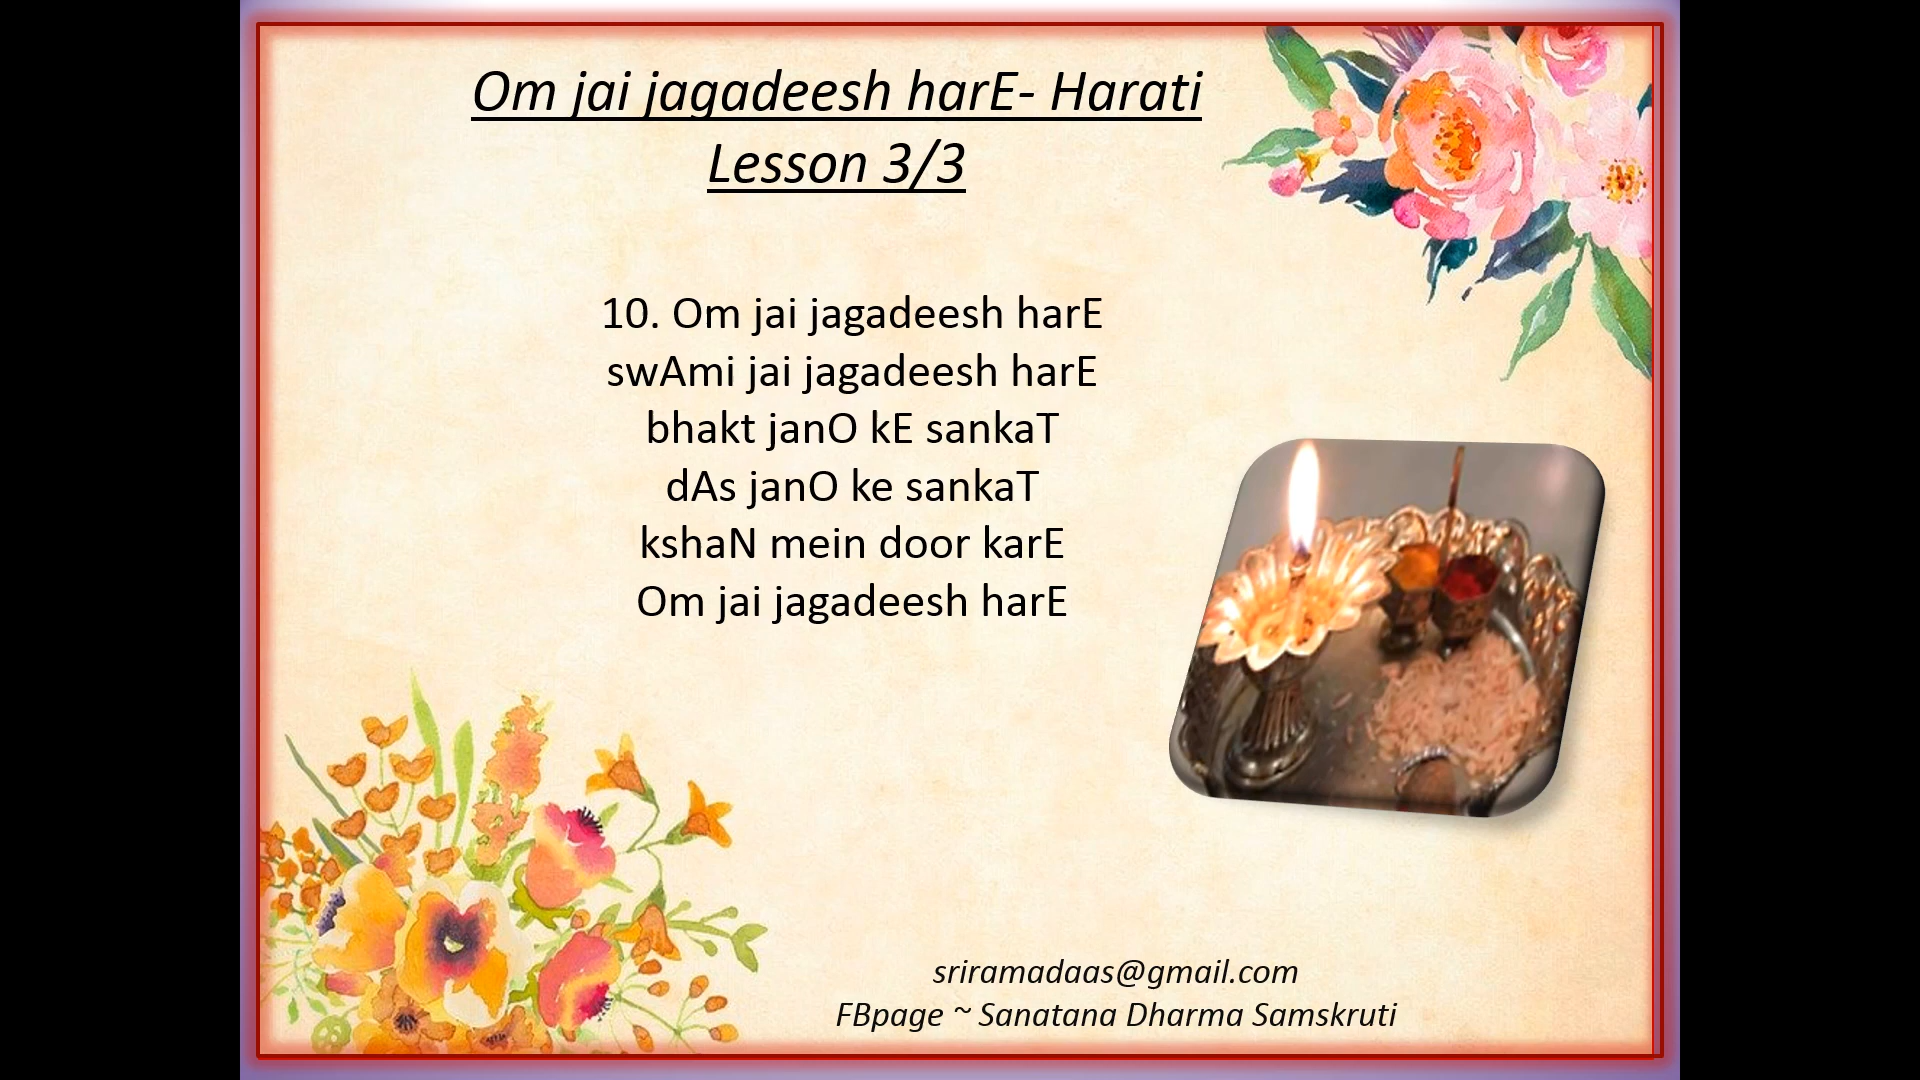 Om jai jagadeesh harE- Harati
Lesson 3/3
10. Om jai jagadeesh harE
swAmi jai jagadeesh harE
bhakt janO kE sankaT
dAs janO ke sankaT
kshaN mein door karE
Om jai jagadeesh harE
sriramadaas@gmail.com
FBpage ~ Sanatana Dharma Samskruti